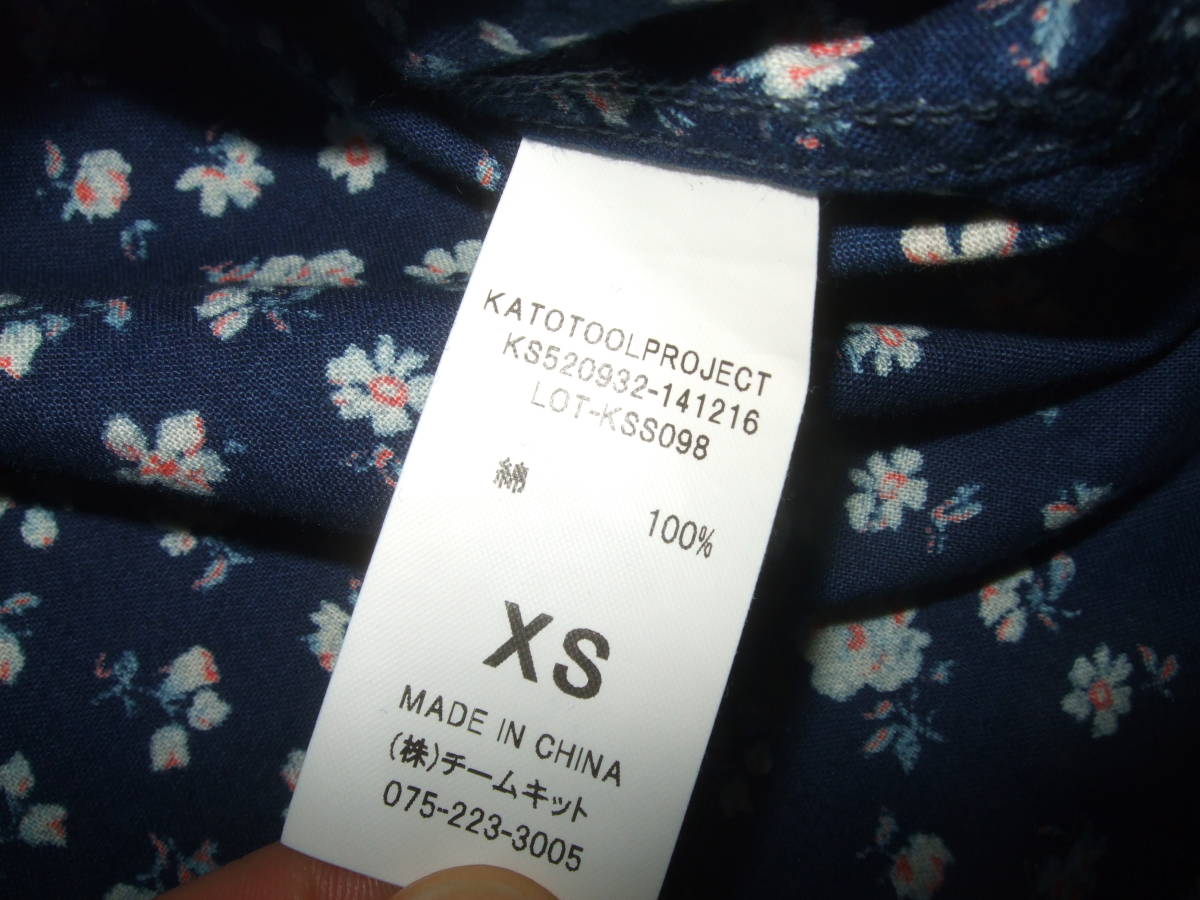 KATOTOOLPROJECT
KS520932-141216
LOT-KSS098
綿 100%
XS
MADE IN CHINA
(株)チームキット
075-223-3005